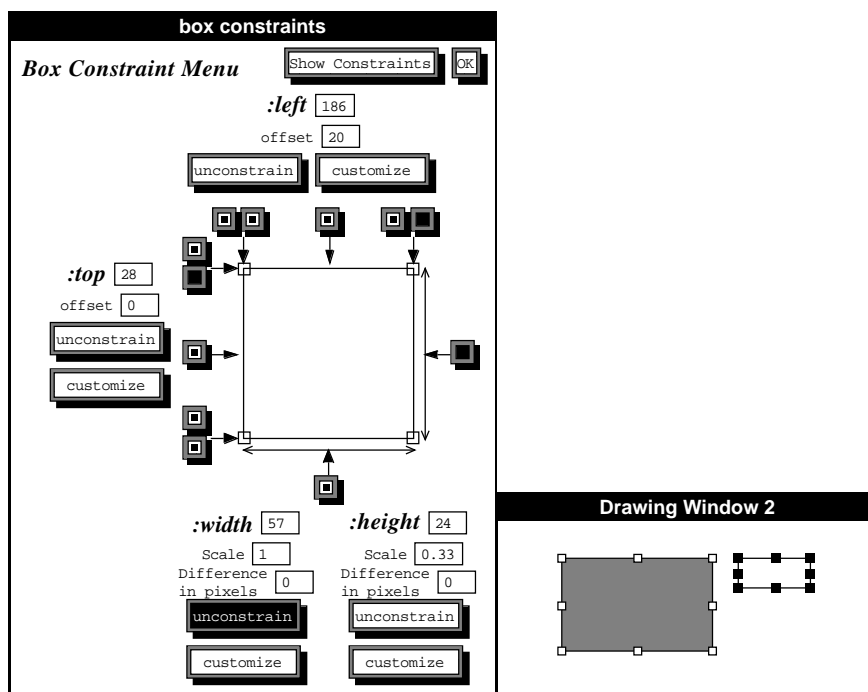 box constraints
Box Constraint Menu
Show Constraints
OK
:left 186
offset 20
unconstrain
customize
:top 28
offset 0
unconstrain
customize
:width 57
Scale 1
Difference
in pixels 0
unconstrain
customize
:height 24
Scale 0.33
Difference
in pixels 0
unconstrain
customize
Drawing Window 2